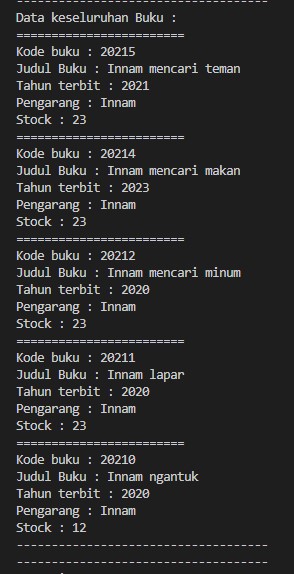 ------------------------------------
Data keseluruhan Buku :
========================
Kode buku : 20215
Judul Buku : Innam mencari teman
Tahun terbit : 2021
Pengarang : Innam
Stock : 23
========================
Kode buku : 20214
Judul Buku : Innam mencari makan
Tahun terbit : 2023
Pengarang : Innam
Stock : 23
========================
Kode buku : 20212
Judul Buku : Innam mencari minum
Tahun terbit : 2020
Pengarang : Innam
Stock : 23
========================
Kode buku : 20211
Judul Buku : Innam lapar
Tahun terbit : 2020
Pengarang : Innam
Stock : 23
========================
Kode buku : 20210
Judul Buku : Innam ngantuk
Tahun terbit : 2020
Pengarang : Innam
Stock : 12
------------------------------------
------------------------------------